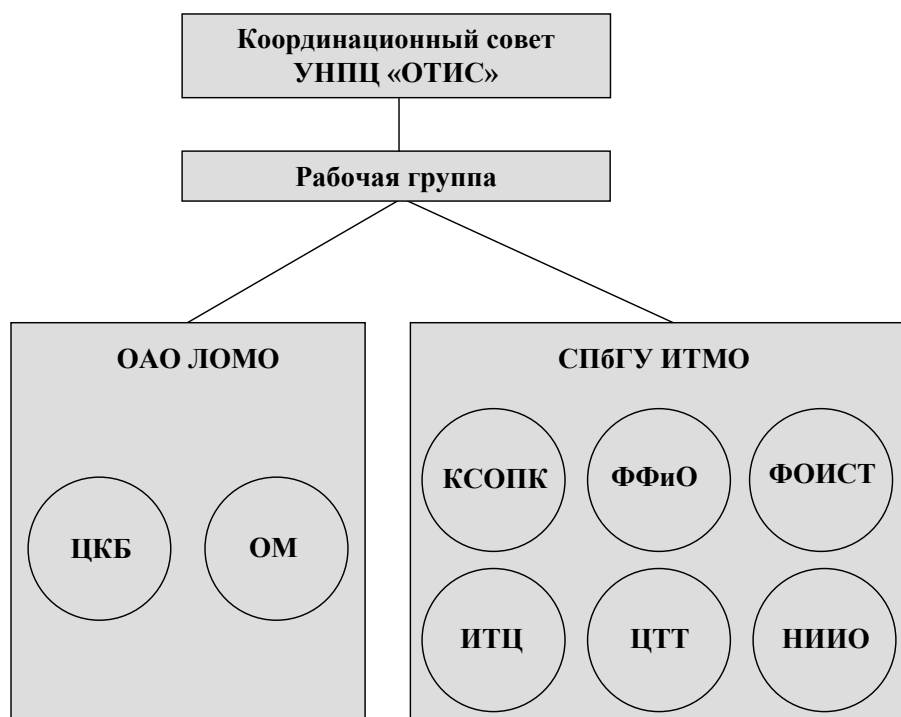 Координационный совет
УНПЦ «ОТИС»
Рабочая группа
ОАО ЛОМО
ЦКБ
ОМ
СПбГУ ИТМО
КСОПК
ФФиО
ФОИСТ
ИТЦ
ЦТТ
НИИО